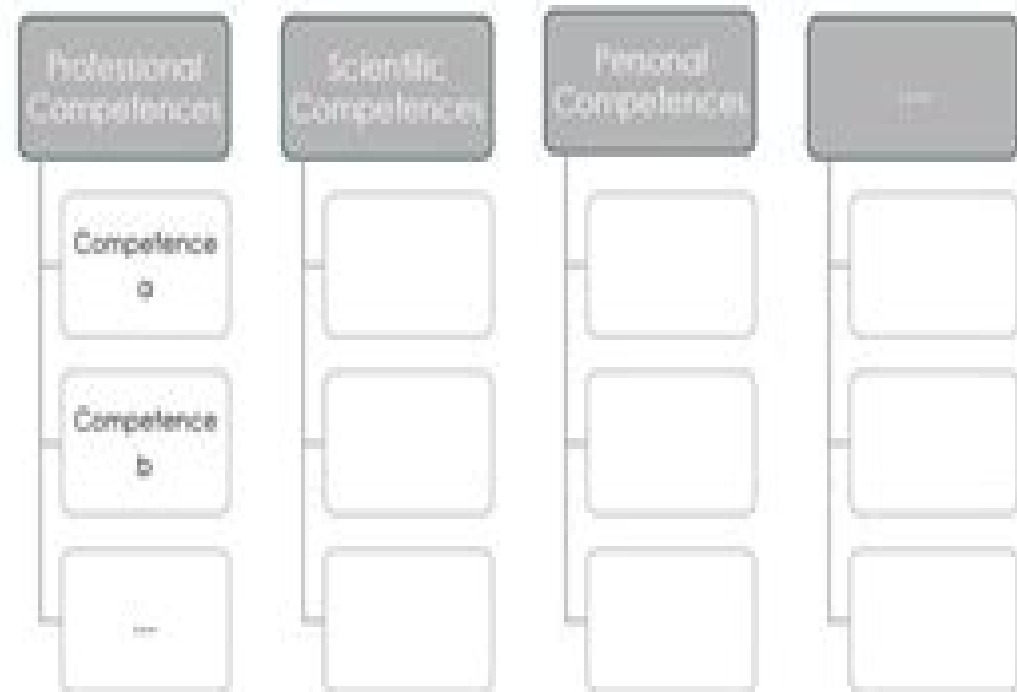 Professional
Competences
Scientific
Competences
Personal
Competences
...
Competence
a
Competence
b
...